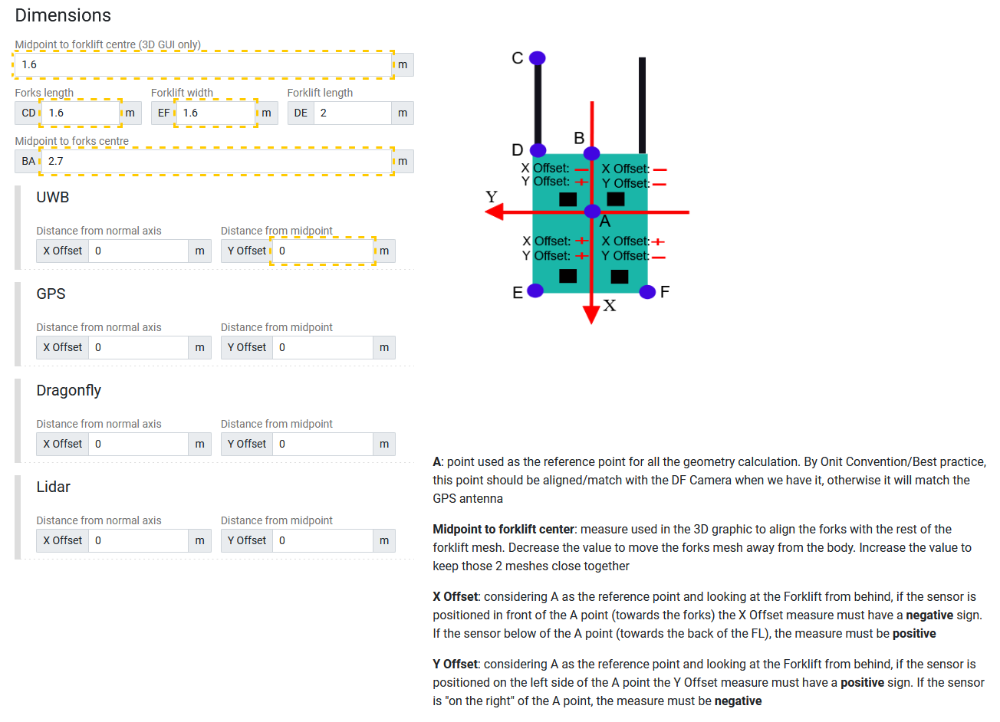 Dimensions
Midpoint to forklift centre (3D GUI only)
1.6 m
Forks length Forklift width Forklift length
CD 1.6 m EF 1.6 m DE 2 m
Midpoint to forks centre
BA 2.7 m
UWB
Distance from normal axis Distance from midpoint
X Offset 0 m Y Offset 0 m
GPS
Distance from normal axis Distance from midpoint
X Offset 0 m Y Offset 0 m
Dragonfly
Distance from normal axis Distance from midpoint
X Offset 0 m Y Offset 0 m
Lidar
Distance from normal axis Distance from midpoint
X Offset 0 m Y Offset 0 m
C
B
D
X Offset: — X Offset: —
Y Offset: + Y Offset: —
Y
A
X Offset: + X Offset: +
Y Offset: + Y Offset: —
E F
X
A: point used as the reference point for all the geometry calculation. By Onit Convention/Best practice,
this point should be aligned/match with the DF Camera when we have it, otherwise it will match the
GPS antenna
Midpoint to forklift center: measure used in the 3D graphic to align the forks with the rest of the
forklift mesh. Decrease the value to move the forks mesh away from the body. Increase the value to
keep those 2 meshes close together
X Offset: considering A as the reference point and looking at the Forklift from behind, if the sensor is
positioned in front of the A point (towards the forks) the X Offset measure must have a negative sign.
If the sensor below of the A point (towards the back of the FL), the measure must be positive
Y Offset: considering A as the reference point and looking at the Forklift from behind, if the sensor is
positioned on the left side of the A point the Y Offset measure must have a positive sign. If the sensor
is "on the right" of the A point, the measure must be negative